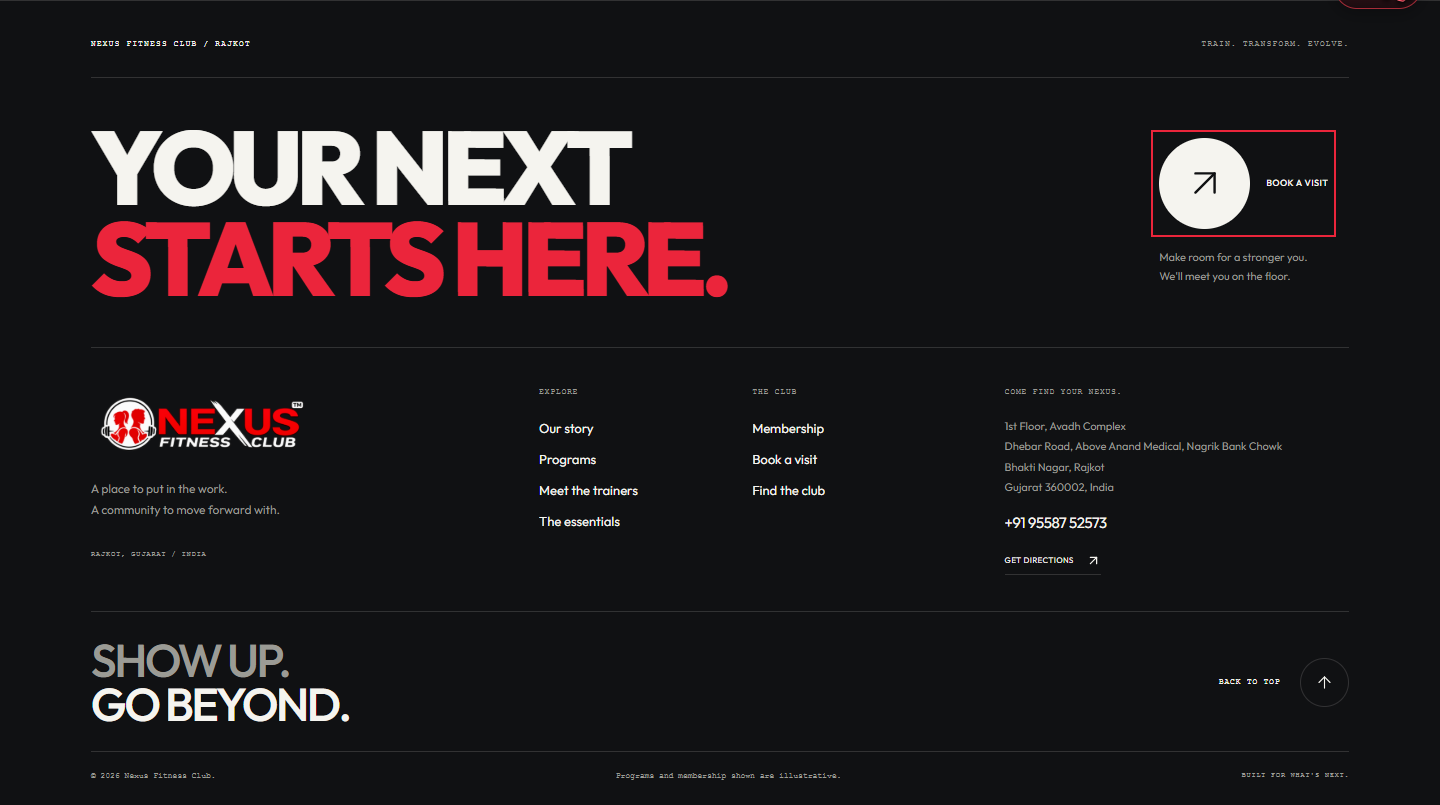 NEXUS FITNESS CLUB / RAJKOT
TRAIN. TRANSFORM. EVOLVE.
YOUR NEXT
STARTS HERE.
BOOK A VISIT
Make room for a stronger you.
We'll meet you on the floor.
NEXUS TM
FITNESS CLUB
A place to put in the work.
A community to move forward with.
RAJKOT, GUJARAT / INDIA
EXPLORE
Our story
Programs
Meet the trainers
The essentials
THE CLUB
Membership
Book a visit
Find the club
COME FIND YOUR NEXUS.
1st Floor, Avadh Complex
Dhebar Road, Above Anand Medical, Nagrik Bank Chowk
Bhakti Nagar, Rajkot
Gujarat 360002, India
+91 95587 52573
GET DIRECTIONS
SHOW UP.
GO BEYOND.
BACK TO TOP
© 2026 Nexus Fitness Club.
Programs and membership shown are illustrative.
BUILT FOR WHAT'S NEXT.